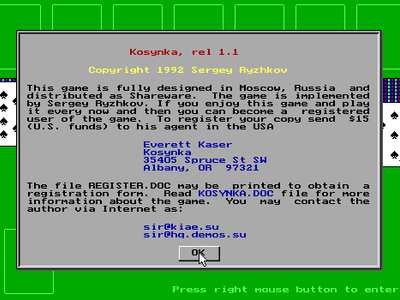 Kosynka, rel 1.1
Copyright 1992 Sergey Ryzhkov
This game is fully designed in Moscow, Russia and
distributed as Shareware. The game is implemented
by Sergey Ryzhkov. If you enjoy this game and play
it every now and then you can become a registered
user of the game. To register your copy send $15
(U.S. funds) to his agent in the USA
Everett Kaser
Kosynka
35405 Spruce St SW
Albany, OR 97321
The file REGISTER.DOC may be printed to obtain a
registration form. Read KOSYNKA.DOC file for more
information about the game. You may contact the
author via Internet as:
sir@kiae.su
sir@hq.demos.su
OK
Press right mouse button to enter